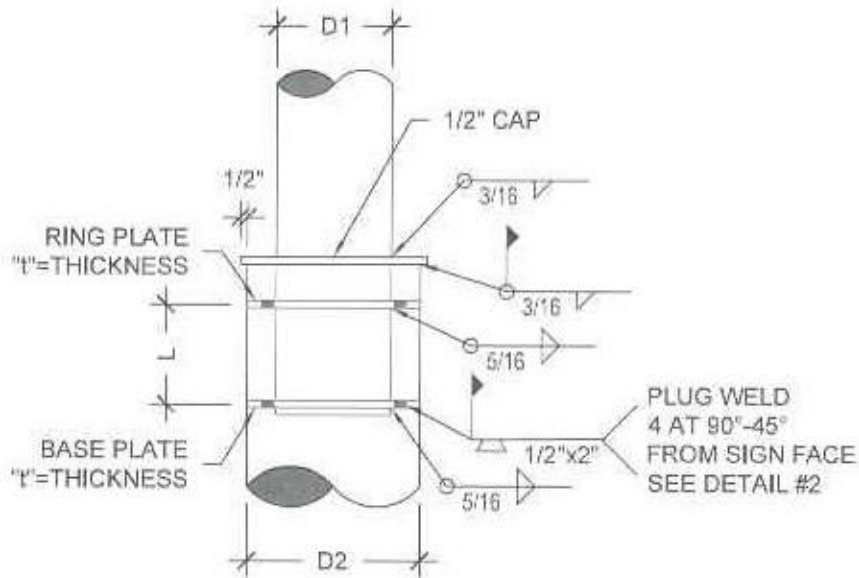 D1
1/2" CAP
1/2"
3/16
RING PLATE
"t"=THICKNESS
3/16
L
5/16
PLUG WELD
4 AT 90°-45°
1/2"x2"
FROM SIGN FACE
SEE DETAIL #2
BASE PLATE
"t"=THICKNESS
5/16
D2